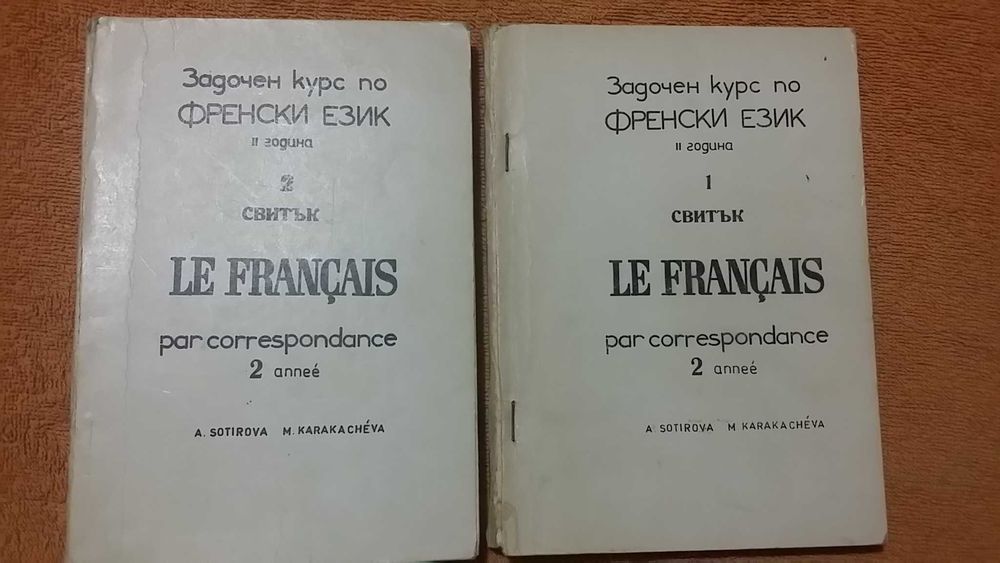 Задочен курс по
ФРЕНСКИ ЕЗИК
II година
2
СВИТЪК
LE FRANÇAIS
par correspondance
2 anneé
A. SOTIROVA M. KARAKACHÉVA
Задочен курс по
ФРЕНСКИ ЕЗИК
II година
1
СВИТЪК
LE FRANÇAIS
par correspondance
2 anneé
A. SOTIROVA M. KARAKACHÉVA